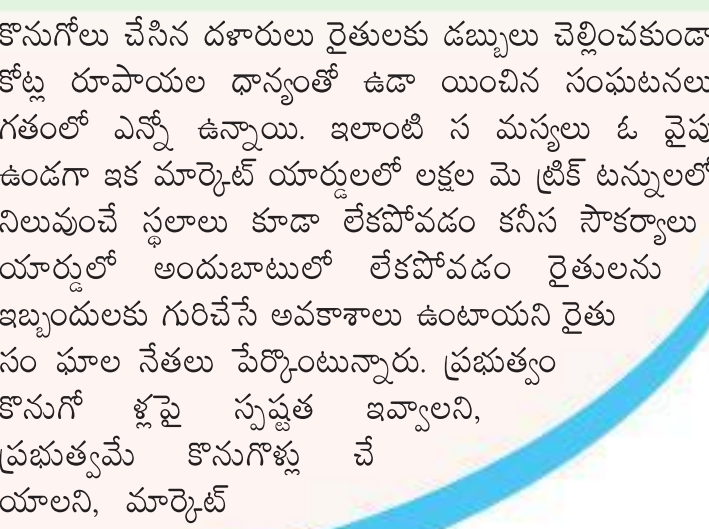 కొనుగోలు చేసిన దళారులు రైతులకు డబ్బులు చెల్లించకుండా
కోట్ల రూపాయల ధాన్యంతో ఉడా యించిన సంఘటనలు
గతంలో ఎన్నో ఉన్నాయి. ఇలాంటి స మస్యలు ఓ వైపు
ఉండగా ఇక మార్కెట్ యార్డులలో లక్షల మె ట్రిక్ టన్నులలో
నిలువుంచే స్థలాలు కూడా లేకపోవడం కనీస సౌకర్యాలు
యార్డులో అందుబాటులో లేకపోవడం రైతులను
ఇబ్బందులకు గురిచేసే అవకాశాలు ఉంటాయని రైతు
సం ఘాల నేతలు పేర్కొంటున్నారు. ప్రభుత్వం
కొనుగో ళ్లపై స్పష్టత ఇవ్వాలని,
ప్రభుత్వమే కొనుగొళ్లు చే
యాలని, మార్కెట్